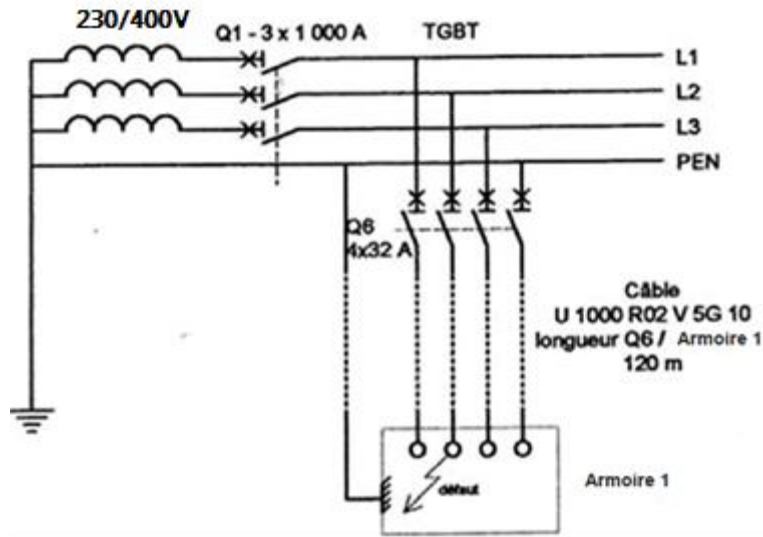 230/400V
Q1 - 3 x 1 000 A
TGBT
L1
L2
L3
PEN
Q6
4x32 A
Câble
U 1000 R02 V 5G 10
longueur Q6 / Armoire 1
120 m
défaut
Armoire 1